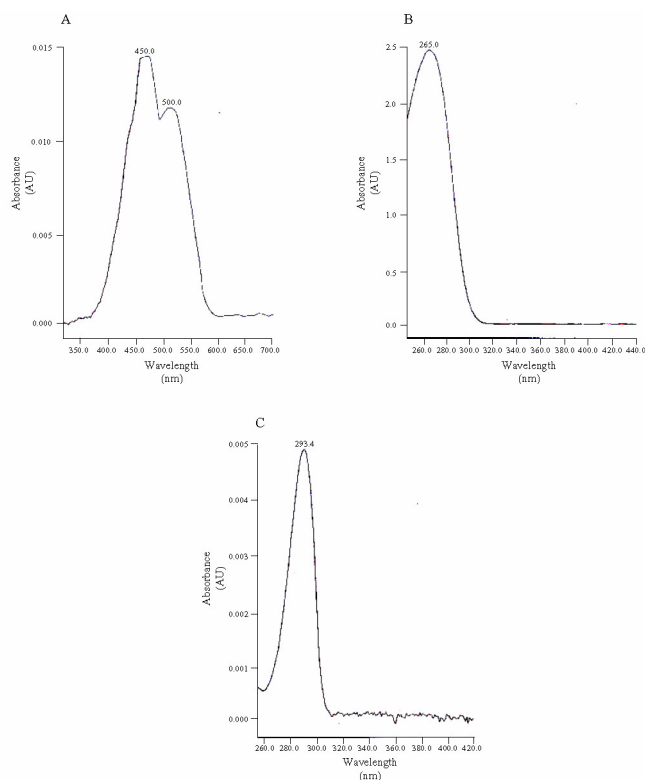 A
450.0
500.0
0.015
0.010
0.005
0.000
Absorbance
(AU)
350.0 400.0 450.0 500.0 550.0 600.0 650.0 700.0
Wavelength
(nm)
B
265.0
2.5
2.0
1.5
1.0
0.5
0.0
Absorbance
(AU)
260.0 280.0 300.0 320.0 340.0 360.0 380.0 400.0 420.0 440.0
Wavelength
(nm)
C
293.4
0.005
0.004
0.003
0.002
0.001
0.000
Absorbance
(AU)
260.0 280.0 300.0 320.0 340.0 360.0 380.0 400.0 420.0
Wavelength
(nm)